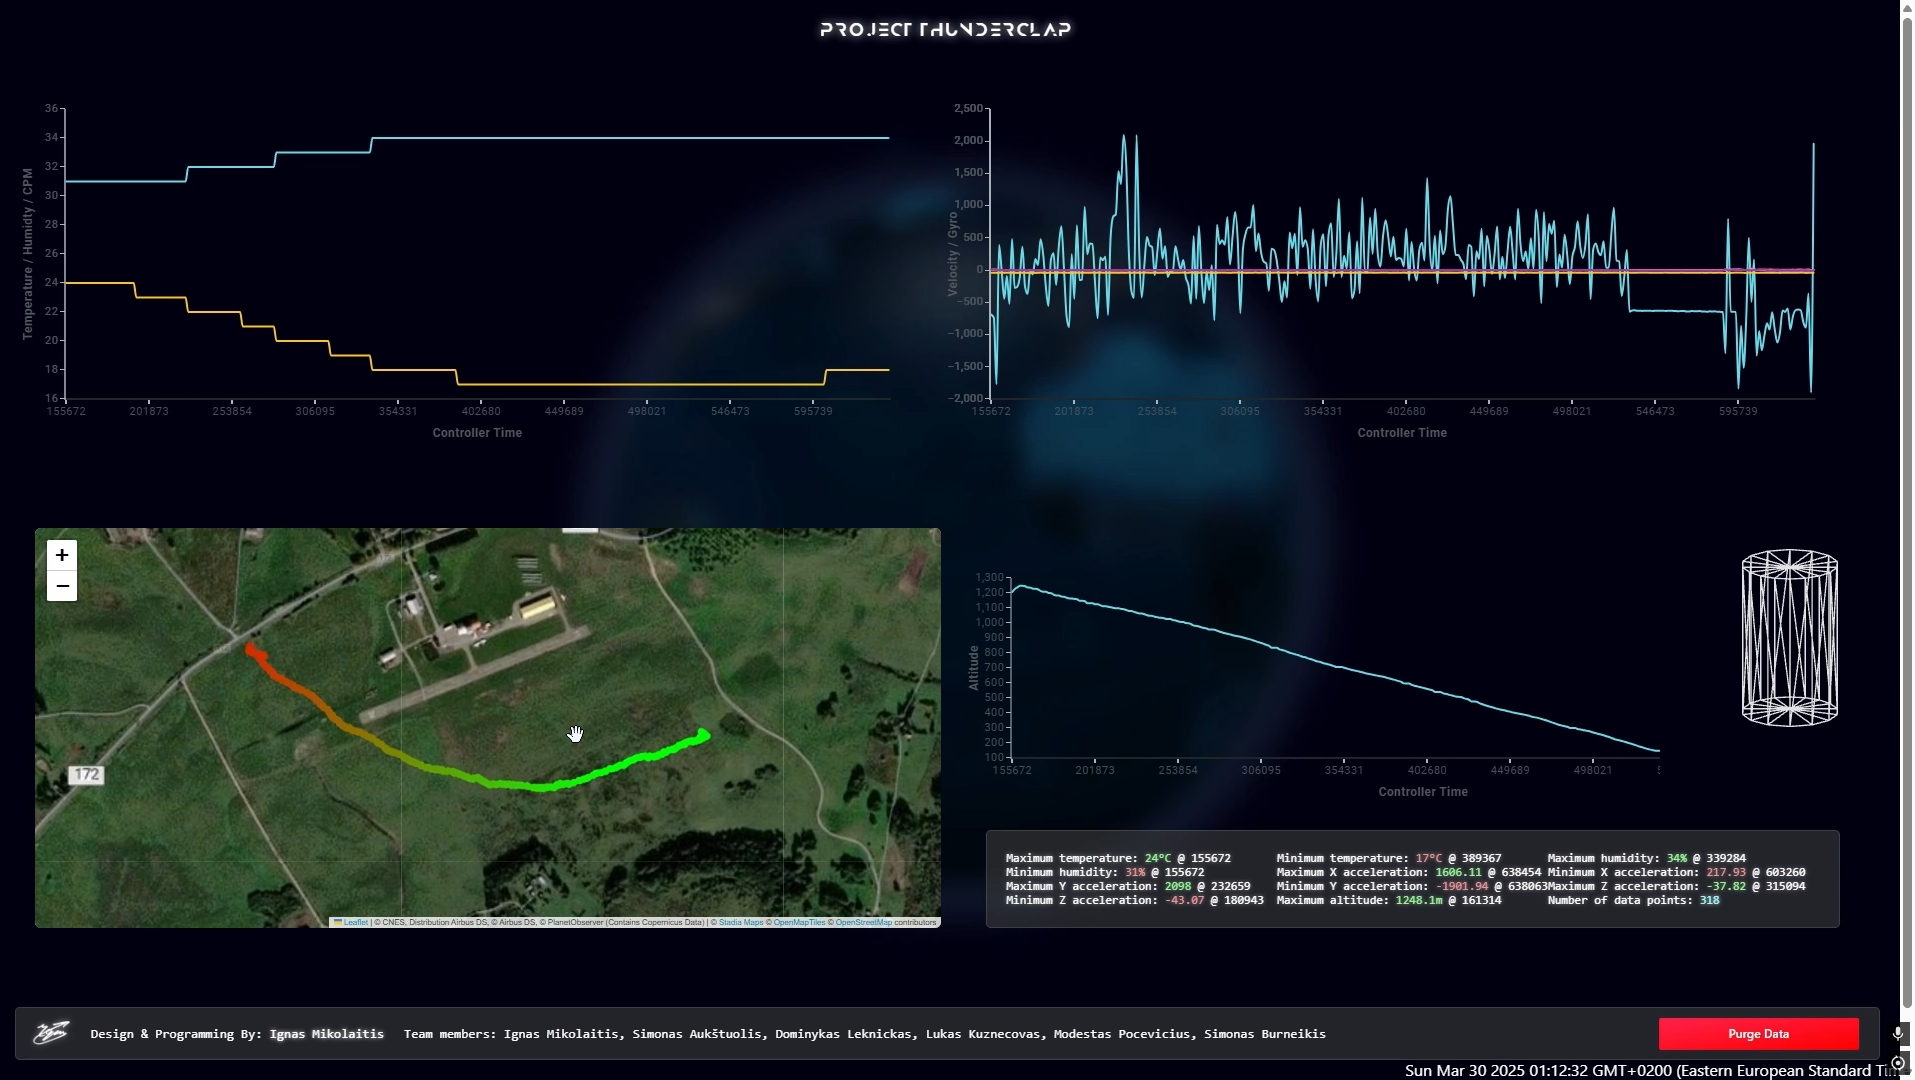 PROJECT THUNDERCLAP
36
34
32
30
28
26
24
22
20
18
16
Temperature / Humidity / CPM
155672 201873 253854 306095 354331 402680 449689 498021 546473 595739
Controller Time
2,500
2,000
1,500
1,000
500
0
−500
−1,000
−1,500
−2,000
Velocity / Gyro
155672 201873 253854 306095 354331 402680 449689 498021 546473 595739
Controller Time
+
−
172
Leaflet | © CNES, Distribution Airbus DS, © Airbus DS, © PlanetObserver (Contains Copernicus Data) | © Stadia Maps © OpenMapTiles © OpenStreetMap contributors
1,300
1,200
1,100
1,000
900
800
700
600
500
400
300
200
100
Altitude
155672 201873 253854 306095 354331 402680 449689 498021
Controller Time
Maximum temperature: 24°C @ 155672 Minimum temperature: 17°C @ 389367 Maximum humidity: 34% @ 339284
Minimum humidity: 31% @ 155672 Maximum X acceleration: 1606.11 @ 638454 Minimum X acceleration: 217.93 @ 603260
Maximum Y acceleration: 2098 @ 232659 Minimum Y acceleration: -1901.94 @ 638063 Maximum Z acceleration: -37.82 @ 315094
Minimum Z acceleration: -43.07 @ 180943 Maximum altitude: 1248.1m @ 161314 Number of data points: 318
Design & Programming By: Ignas Mikolaitis Team members: Ignas Mikolaitis, Simonas Aukštuolis, Dominykas Leknickas, Lukas Kuznecovas, Modestas Pocevicius, Simonas Burneikis
Purge Data
Sun Mar 30 2025 01:12:32 GMT+0200 (Eastern European Standard